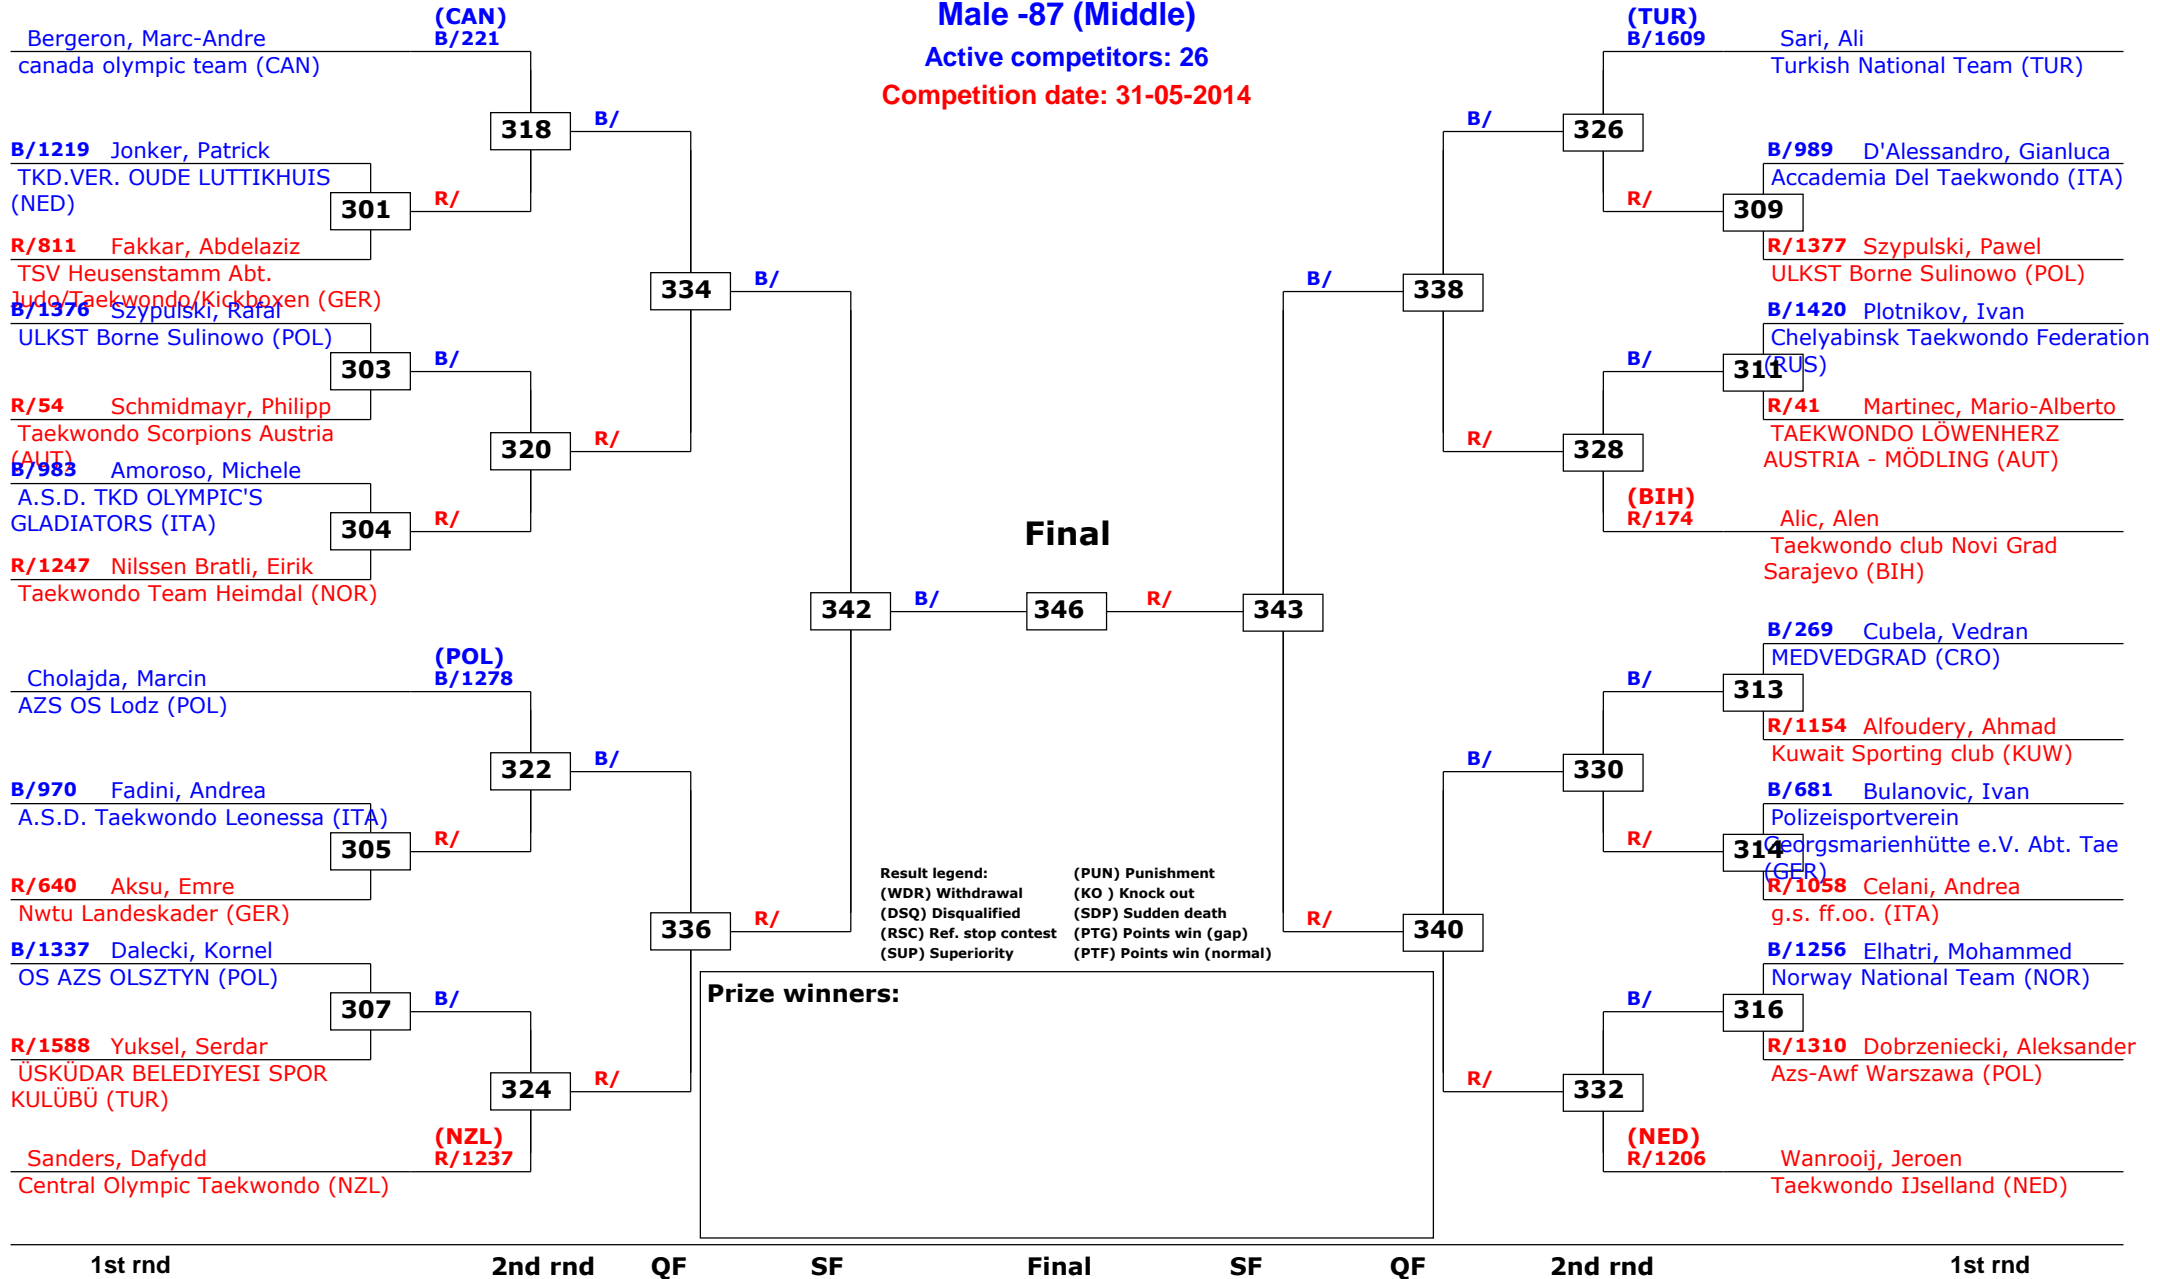 Male -87 (Middle)
Active competitors: 26
Competition date: 31-05-2014
(CAN)
Bergeron, Marc-Andre B/221
canada olympic team (CAN)
318
B/
B/1219 Jonker, Patrick
TKD.VER. OUDE LUTTIKHUIS
(NED)
301
R/
R/811 Fakkar, Abdelaziz
TSV Heusenstamm Abt.
Judo/Taekwondo/Kickboxen (GER)
334
B/
B/1376 Szypulski, Rafal
ULKST Borne Sulinowo (POL)
303
B/
R/54 Schmidmayr, Philipp
Taekwondo Scorpions Austria
(AUT)
320
R/
B/983 Amoroso, Michele
A.S.D. TKD OLYMPIC'S
GLADIATORS (ITA)
304
R/
R/1247 Nilssen Bratli, Eirik
Taekwondo Team Heimdal (NOR)
342
B/
(POL)
Cholajda, Marcin B/1278
AZS OS Lodz (POL)
322
B/
B/970 Fadini, Andrea
A.S.D. Taekwondo Leonessa (ITA)
305
R/
R/640 Aksu, Emre
Nwtu Landeskader (GER)
336
R/
B/1337 Dalecki, Kornel
OS AZS OLSZTYN (POL)
307
B/
R/1588 Yuksel, Serdar
ÜSKÜDAR BELEDIYESI SPOR
KULÜBÜ (TUR)
324
R/
(NZL)
Sanders, Dafydd R/1237
Central Olympic Taekwondo (NZL)
Final
346
R/
343
(TUR)
B/1609 Sari, Ali
Turkish National Team (TUR)
B/
326
B/989 D'Alessandro, Gianluca
Accademia Del Taekwondo (ITA)
R/
309
R/1377 Szypulski, Pawel
ULKST Borne Sulinowo (POL)
B/
338
B/1420 Plotnikov, Ivan
Chelyabinsk Taekwondo Federation
(RUS)
B/
311
R/41 Martinec, Mario-Alberto
TAEKWONDO LÖWENHERZ
AUSTRIA - MÖDLING (AUT)
R/
328
(BIH)
R/174 Alic, Alen
Taekwondo club Novi Grad
Sarajevo (BIH)
B/269 Cubela, Vedran
MEDVEDGRAD (CRO)
B/
313
R/1154 Alfoudery, Ahmad
Kuwait Sporting club (KUW)
B/
330
B/681 Bulanovic, Ivan
Polizeisportverein
Georgsmarienhütte e.V. Abt. Tae
(GER)
R/
314
R/1058 Celani, Andrea
g.s. ff.oo. (ITA)
R/
340
B/1256 Elhatri, Mohammed
Norway National Team (NOR)
B/
316
R/1310 Dobrzeniecki, Aleksander
Azs-Awf Warszawa (POL)
R/
332
(NED)
R/1206 Wanrooij, Jeroen
Taekwondo IJselland (NED)
Result legend: (PUN) Punishment
(WDR) Withdrawal (KO ) Knock out
(DSQ) Disqualified (SDP) Sudden death
(RSC) Ref. stop contest (PTG) Points win (gap)
(SUP) Superiority (PTF) Points win (normal)
Prize winners:
1st rnd 2nd rnd QF SF Final SF QF 2nd rnd 1st rnd